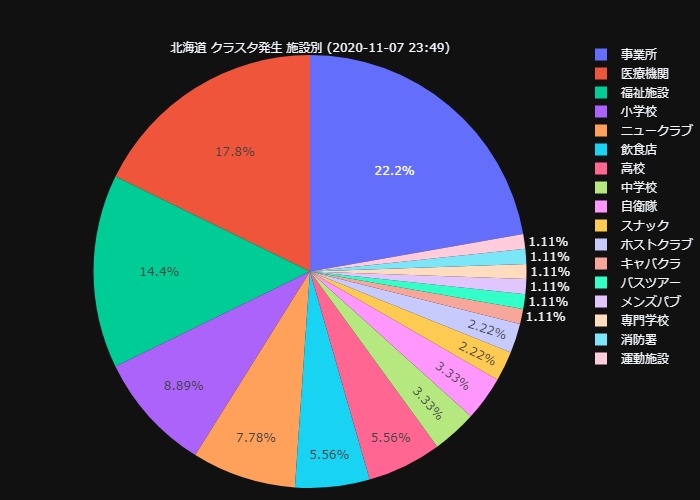 北海道 クラスタ発生 施設別 (2020-11-07 23:49)
事業所
医療機関
福祉施設
小学校
ニュークラブ
飲食店
高校
中学校
自衛隊
スナック
ホストクラブ
キャバクラ
バスツアー
メンズパブ
専門学校
消防署
運動施設
22.2%
17.8%
14.4%
8.89%
7.78%
5.56%
5.56%
3.33%
3.33%
2.22%
2.22%
1.11%
1.11%
1.11%
1.11%
1.11%
1.11%